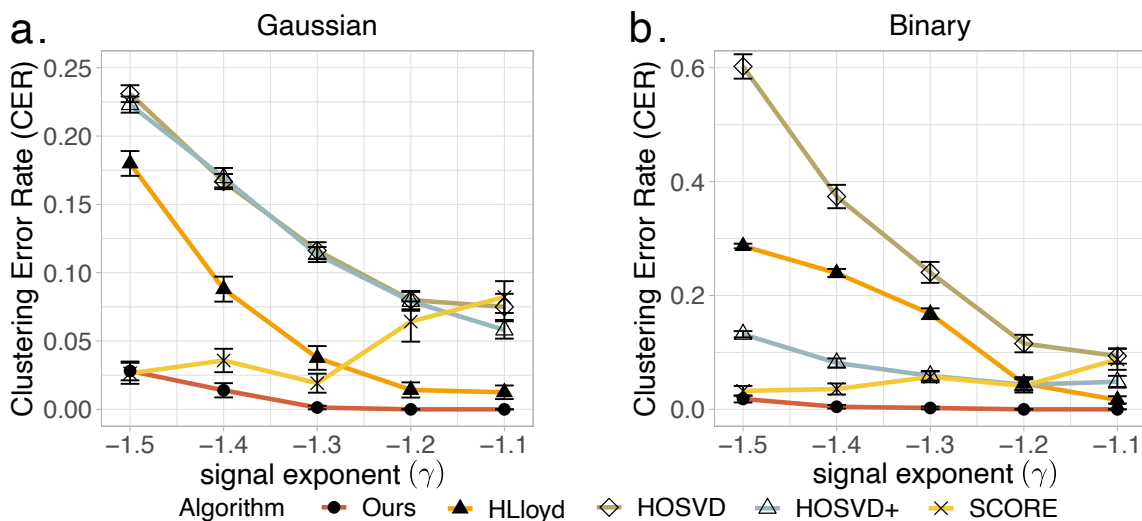 a.
Gaussian
Clustering Error Rate (CER)
0.25
0.20
0.15
0.10
0.05
0.00
−1.5 −1.4 −1.3 −1.2 −1.1
signal exponent (γ)
b.
Binary
Clustering Error Rate (CER)
0.6
0.4
0.2
0.0
−1.5 −1.4 −1.3 −1.2 −1.1
signal exponent (γ)
Algorithm Ours HLloyd HOSVD HOSVD+ SCORE